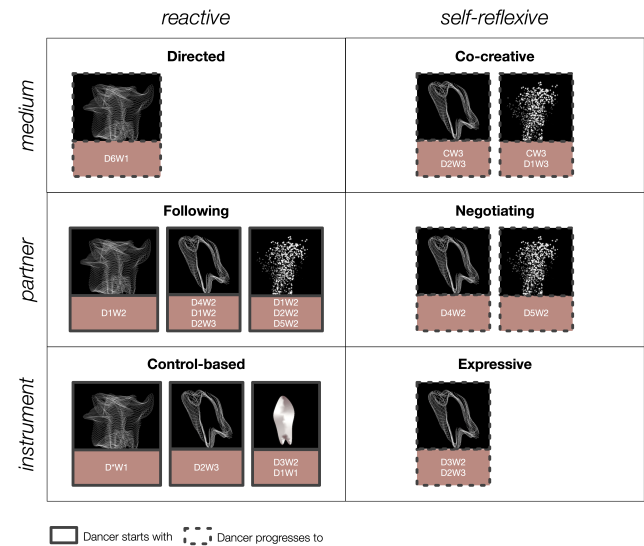 reactive
self-reflexive
medium
Directed
D6W1
Co-creative
CW3
D2W3
CW3
D1W3
partner
Following
D1W2
D4W2
D1W2
D2W3
D1W2
D2W2
D5W2
Negotiating
D4W2
D5W2
instrument
Control-based
D*W1
D2W3
D3W2
D1W1
Expressive
D3W2
D2W3
Dancer starts with
Dancer progresses to